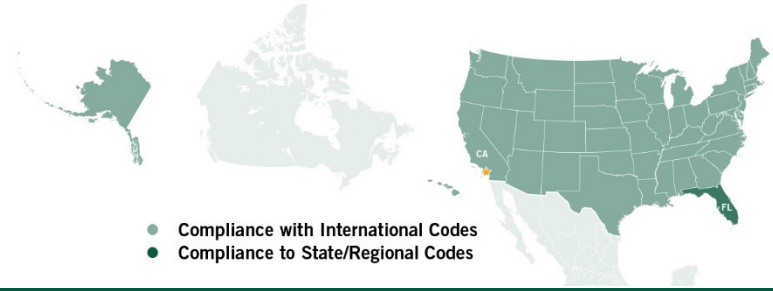 CA
FL
Compliance with International Codes
Compliance to State/Regional Codes